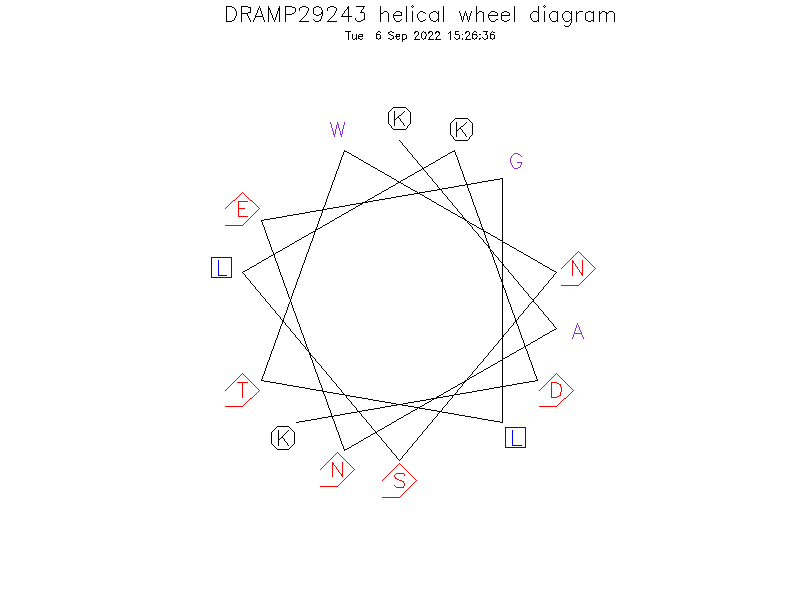 DRAMP29243 helical wheel diagram
Tue 6 Sep 2022 15:26:36
K
W
K
G
E
L
N
A
T
D
K
L
N
S